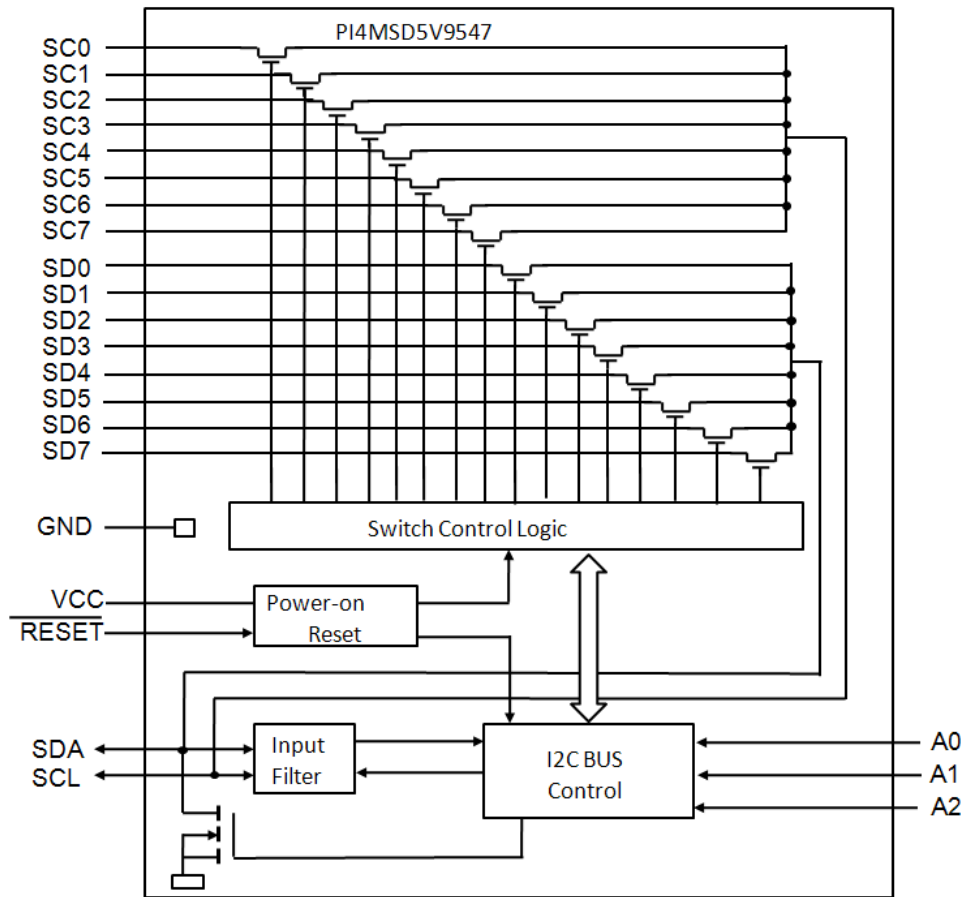 PI4MSD5V9547
SC0
SC1
SC2
SC3
SC4
SC5
SC6
SC7
SD0
SD1
SD2
SD3
SD4
SD5
SD6
SD7
GND
Switch Control Logic
VCC
RESET
Power-on
Reset
SDA
SCL
Input
Filter
I2C BUS
Control
A0
A1
A2